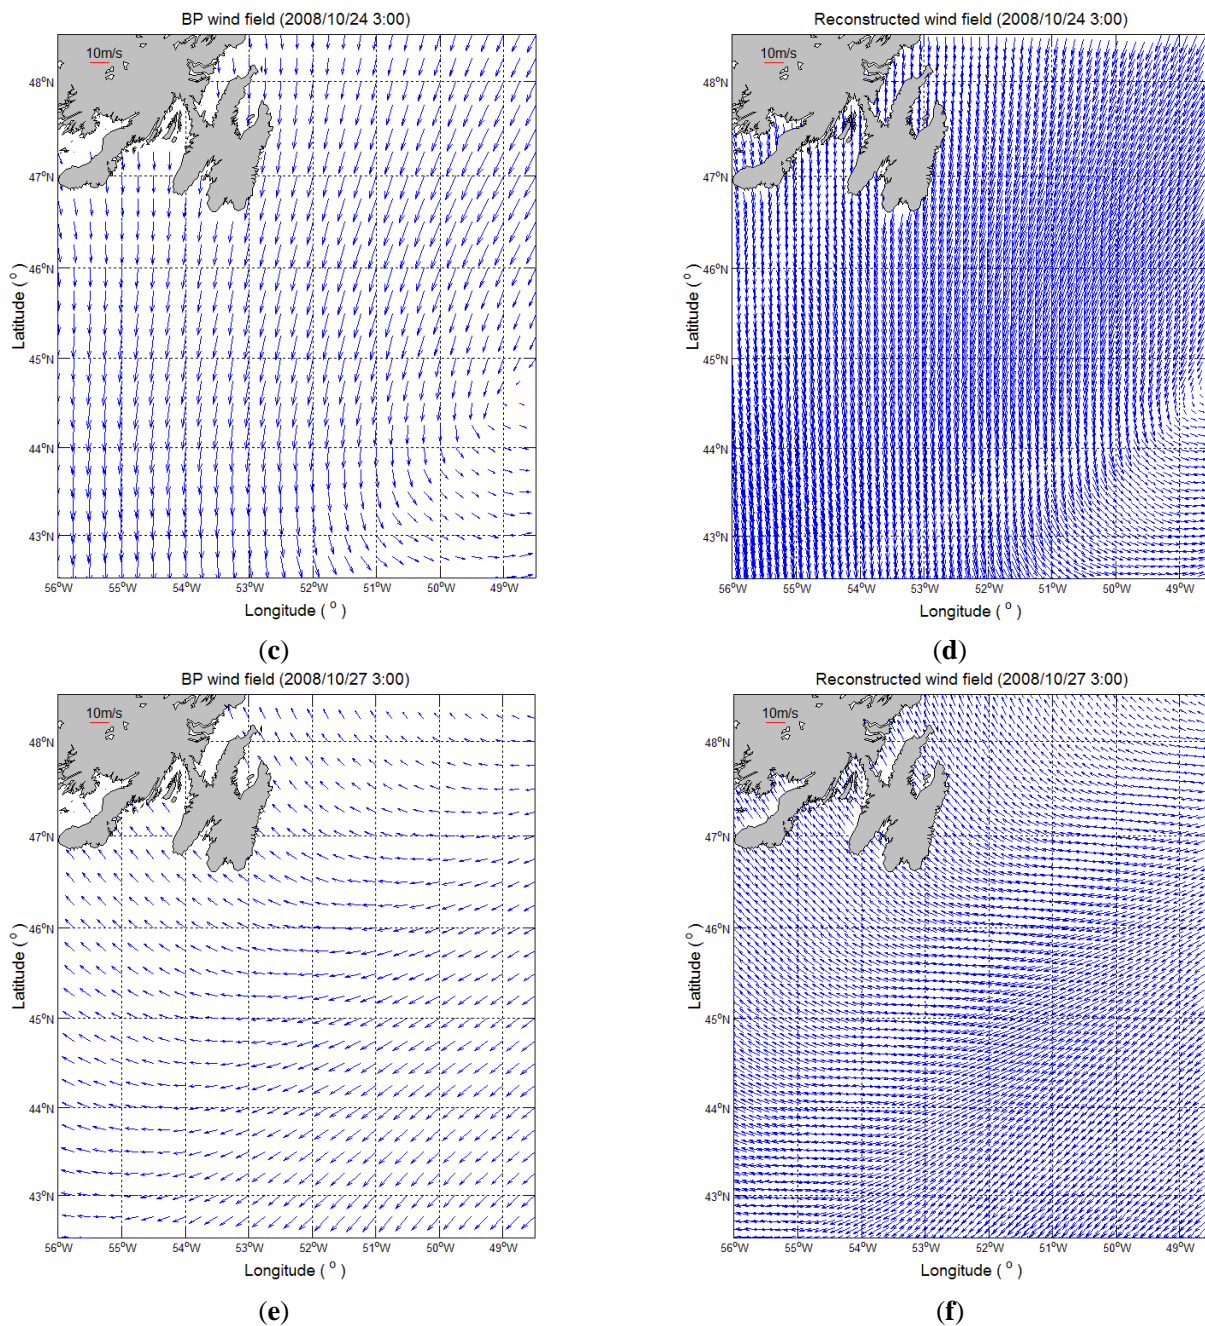 BP wind field (2008/10/24 3:00)
10m/s
48°N
47°N
46°N
45°N
44°N
43°N
Latitude ( ° )
56°W 55°W 54°W 53°W 52°W 51°W 50°W 49°W
Longitude ( ° )
(c)
Reconstructed wind field (2008/10/24 3:00)
10m/s
48°N
47°N
46°N
45°N
44°N
43°N
Latitude ( ° )
56°W 55°W 54°W 53°W 52°W 51°W 50°W 49°W
Longitude ( ° )
(d)
BP wind field (2008/10/27 3:00)
10m/s
48°N
47°N
46°N
45°N
44°N
43°N
Latitude ( ° )
56°W 55°W 54°W 53°W 52°W 51°W 50°W 49°W
Longitude ( ° )
(e)
Reconstructed wind field (2008/10/27 3:00)
10m/s
48°N
47°N
46°N
45°N
44°N
43°N
Latitude ( ° )
56°W 55°W 54°W 53°W 52°W 51°W 50°W 49°W
Longitude ( ° )
(f)